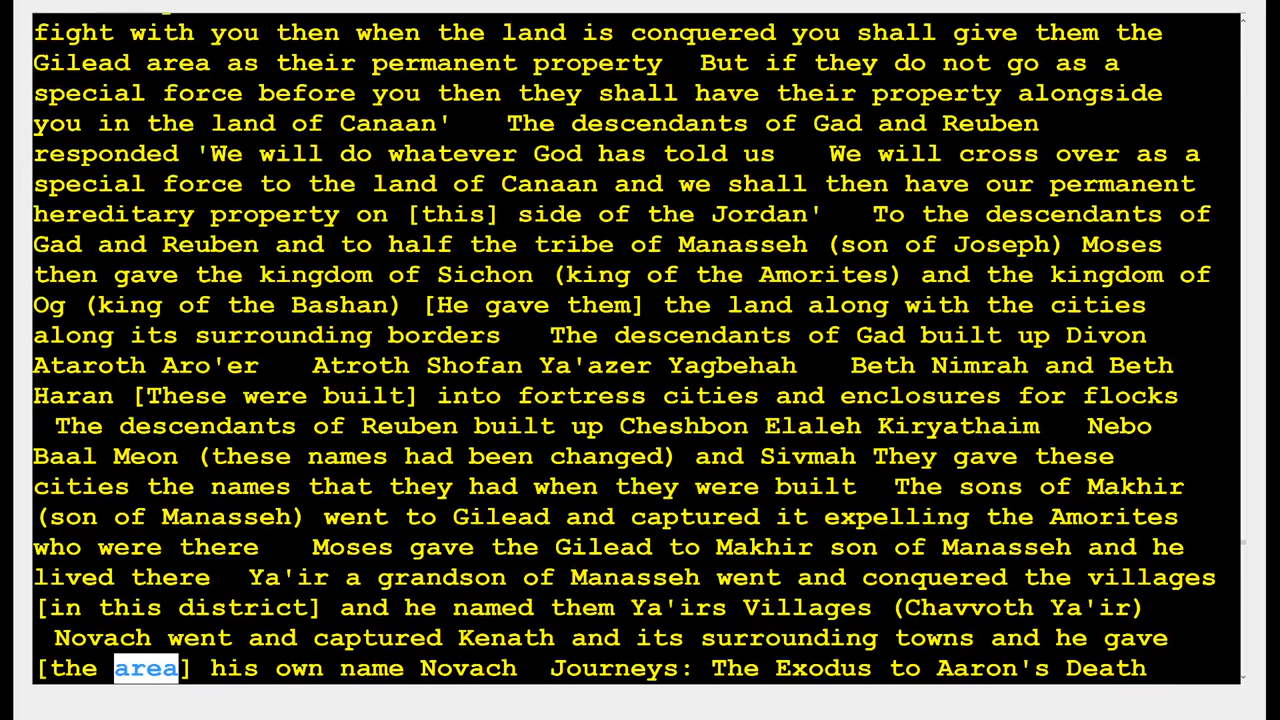 fight with you then when the land is conquered you shall give them the
Gilead area as their permanent property But if they do not go as a
special force before you then they shall have their property alongside
you in the land of Canaan' The descendants of Gad and Reuben
responded 'We will do whatever God has told us We will cross over as a
special force to the land of Canaan and we shall then have our permanent
hereditary property on [this] side of the Jordan' To the descendants of
Gad and Reuben and to half the tribe of Manasseh (son of Joseph) Moses
then gave the kingdom of Sichon (king of the Amorites) and the kingdom of
Og (king of the Bashan) [He gave them] the land along with the cities
along its surrounding borders The descendants of Gad built up Divon
Ataroth Aro'er Atroth Shofan Ya'azer Yagbehah Beth Nimrah and Beth
Haran [These were built] into fortress cities and enclosures for flocks
The descendants of Reuben built up Cheshbon Elaleh Kiryathaim Nebo
Baal Meon (these names had been changed) and Sivmah They gave these
cities the names that they had when they were built The sons of Makhir
(son of Manasseh) went to Gilead and captured it expelling the Amorites
who were there Moses gave the Gilead to Makhir son of Manasseh and he
lived there Ya'ir a grandson of Manasseh went and conquered the villages
[in this district] and he named them Ya'irs Villages (Chavvoth Ya'ir)
Novach went and captured Kenath and its surrounding towns and he gave
[the area] his own name Novach Journeys: The Exodus to Aaron's Death